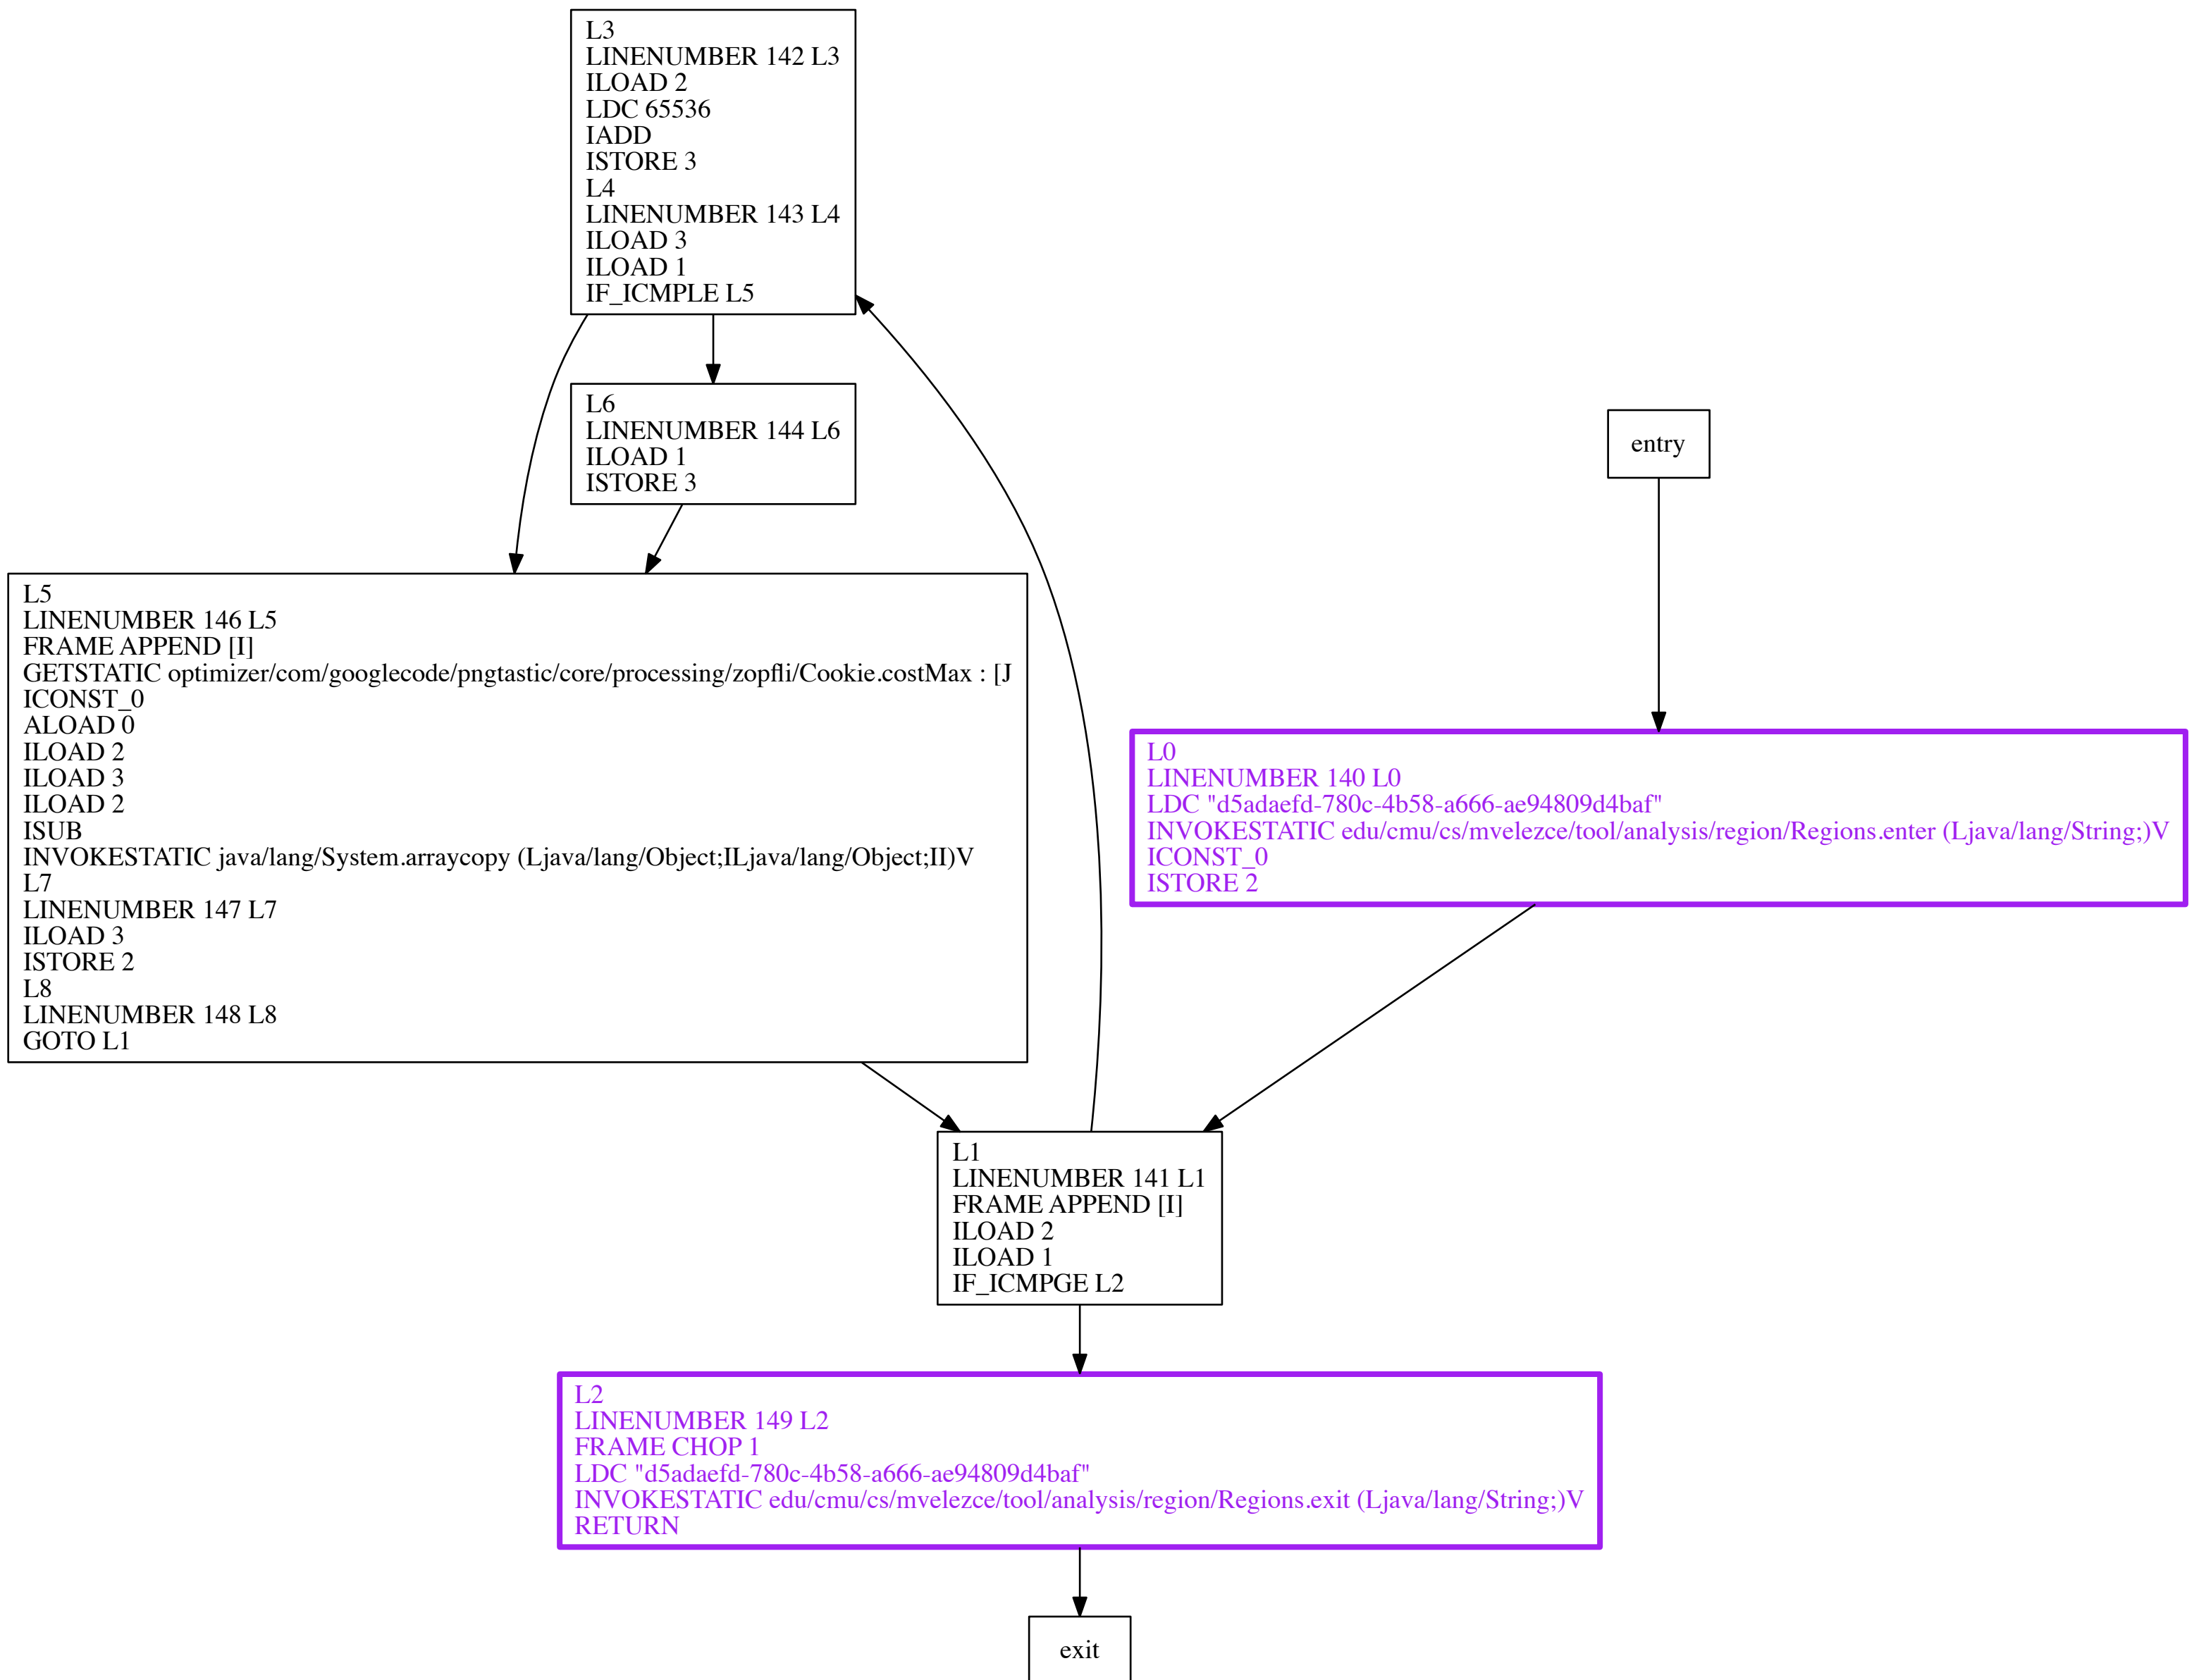 L3
LINENUMBER 142 L3
ILOAD 2
LDC 65536
IADD
ISTORE 3
L4
LINENUMBER 143 L4
ILOAD 3
ILOAD 1
IF_ICMPLE L5
L6
LINENUMBER 144 L6
ILOAD 1
ISTORE 3
entry
L5
LINENUMBER 146 L5
FRAME APPEND [I]
GETSTATIC optimizer/com/googlecode/pngtastic/core/processing/zopfli/Cookie.costMax : [J
ICONST_0
ALOAD 0
ILOAD 2
ILOAD 3
ILOAD 2
ISUB
INVOKESTATIC java/lang/System.arraycopy (Ljava/lang/Object;ILjava/lang/Object;II)V
L7
LINENUMBER 147 L7
ILOAD 3
ISTORE 2
L8
LINENUMBER 148 L8
GOTO L1
L0
LINENUMBER 140 L0
LDC "d5adaefd-780c-4b58-a666-ae94809d4baf"
INVOKESTATIC edu/cmu/cs/mvelezce/tool/analysis/region/Regions.enter (Ljava/lang/String;)V
ICONST_0
ISTORE 2
L1
LINENUMBER 141 L1
FRAME APPEND [I]
ILOAD 2
ILOAD 1
IF_ICMPGE L2
L2
LINENUMBER 149 L2
FRAME CHOP 1
LDC "d5adaefd-780c-4b58-a666-ae94809d4baf"
INVOKESTATIC edu/cmu/cs/mvelezce/tool/analysis/region/Regions.exit (Ljava/lang/String;)V
RETURN
exit